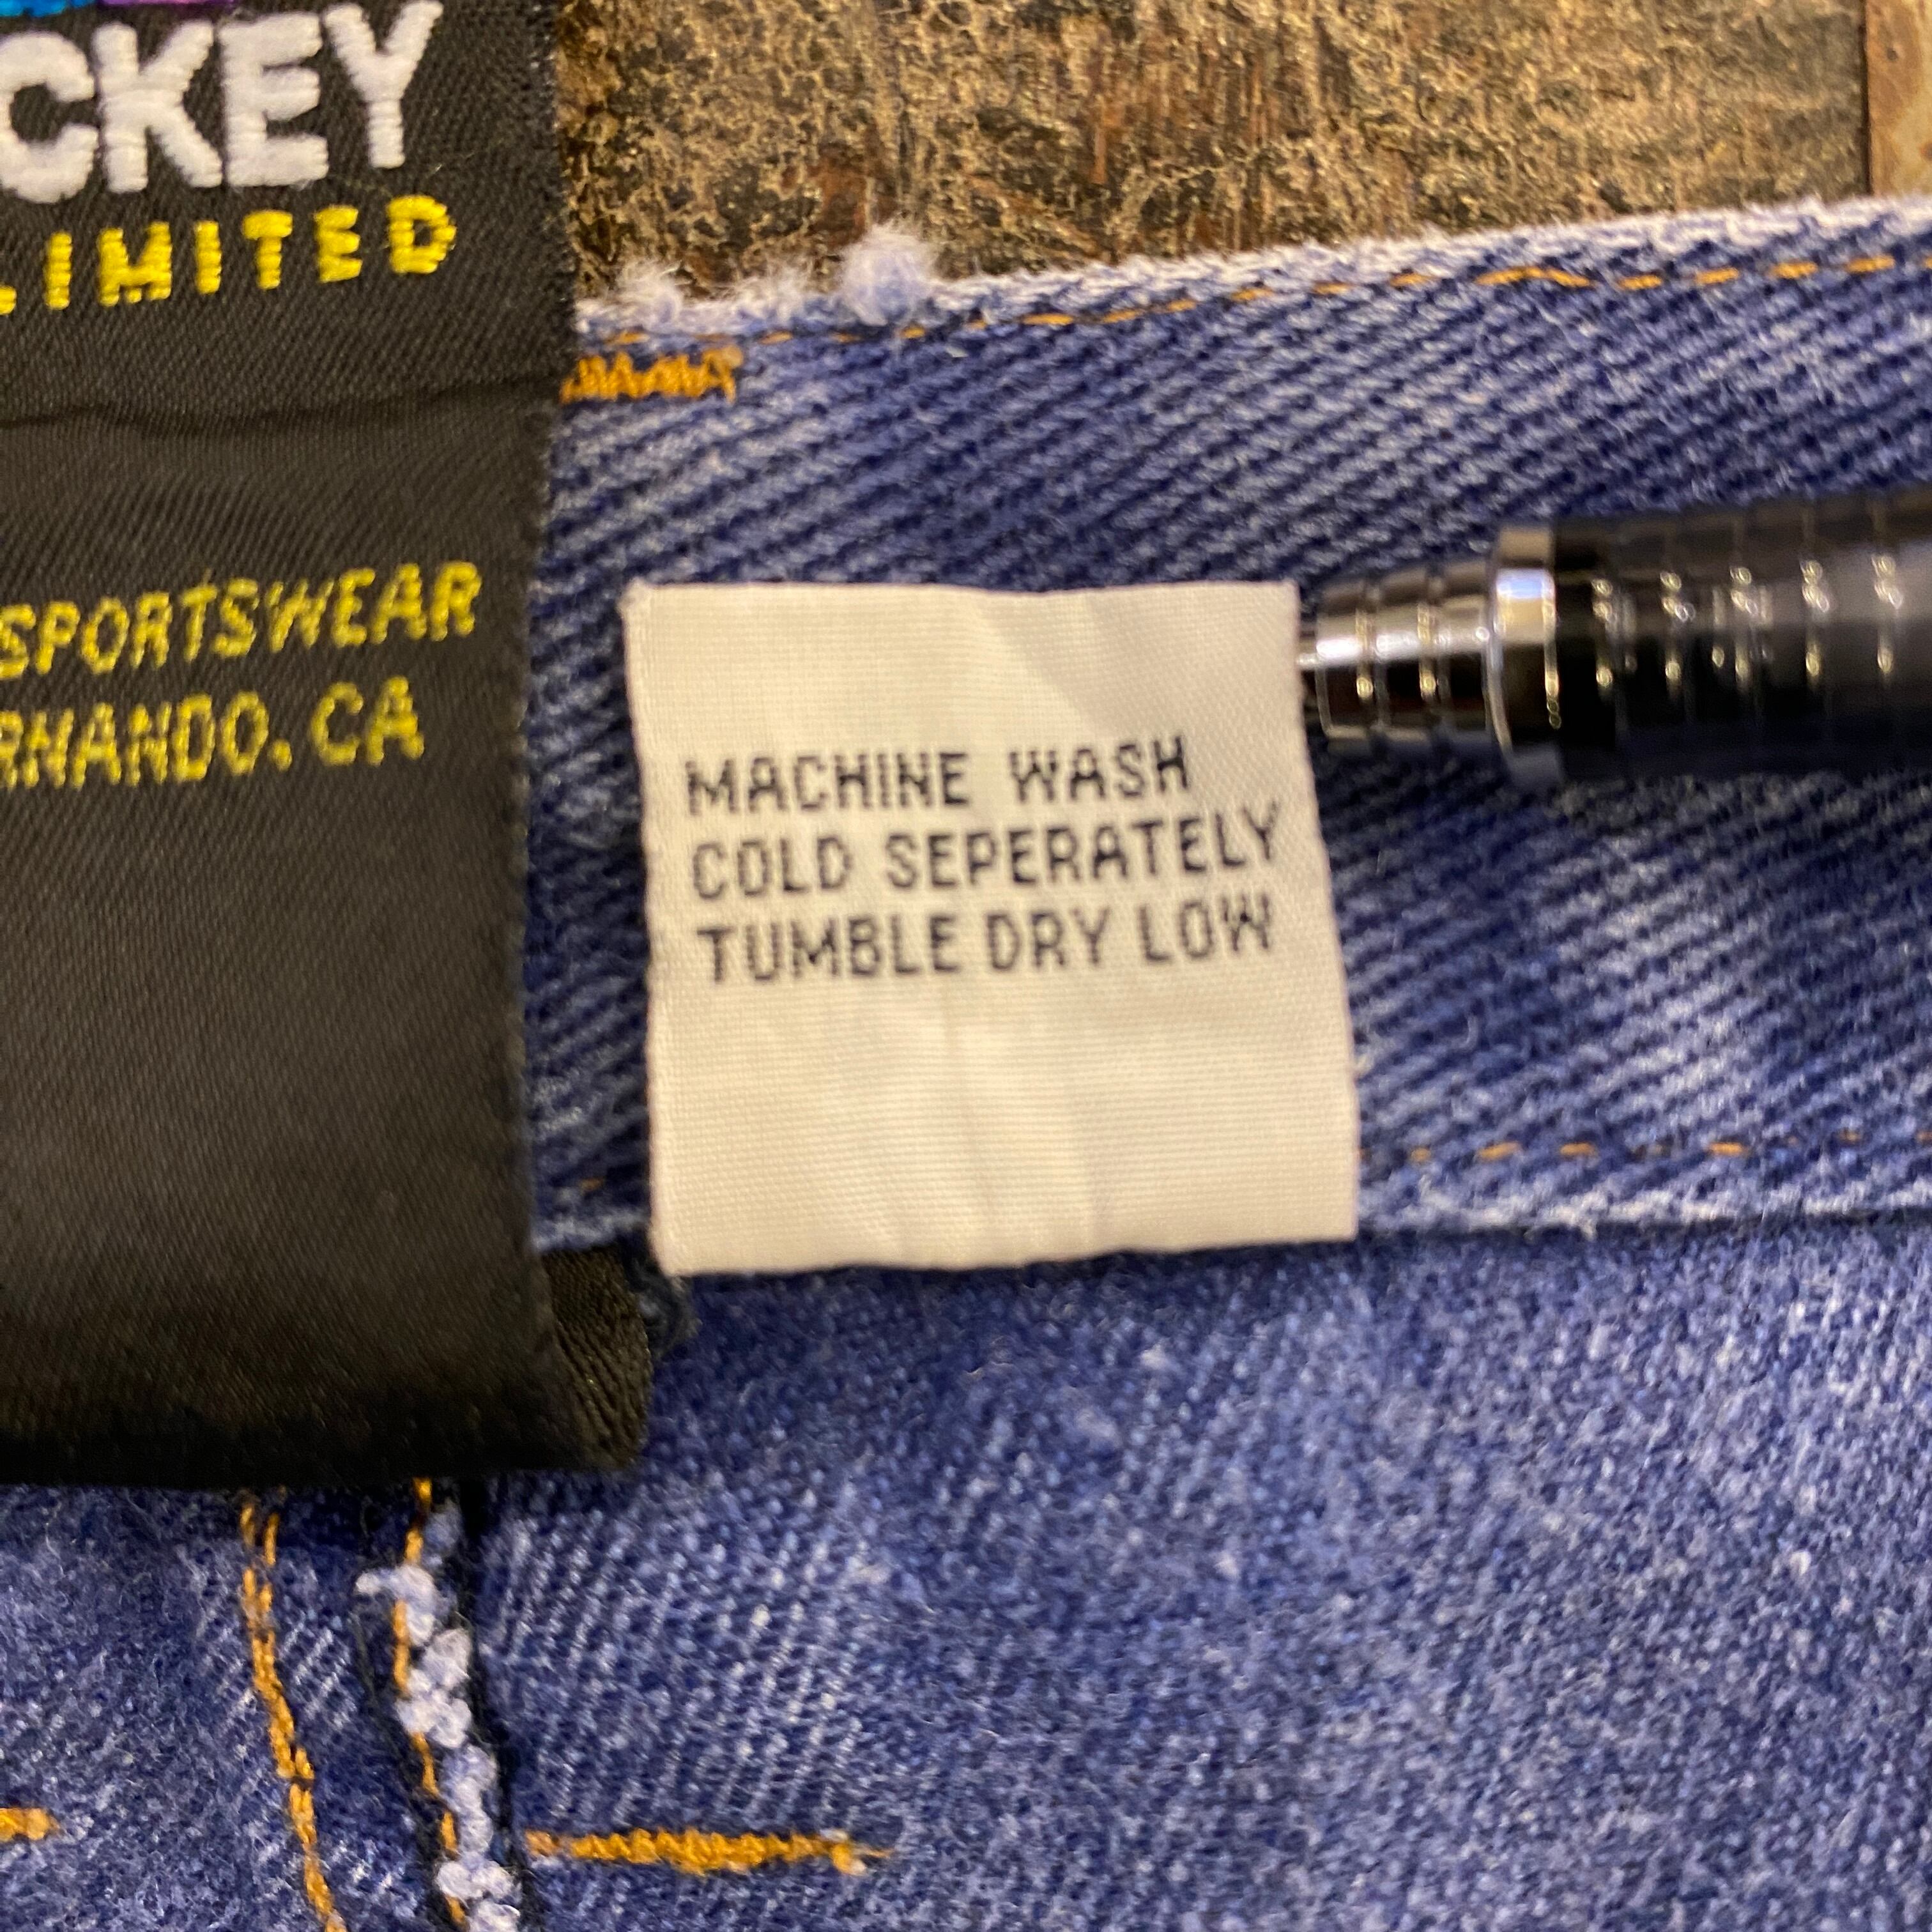 CKEY
LIMITED
SPORTSWEAR
RNANDO, CA
MACHINE WASH
COLD SEPERATELY
TUMBLE DRY LOW